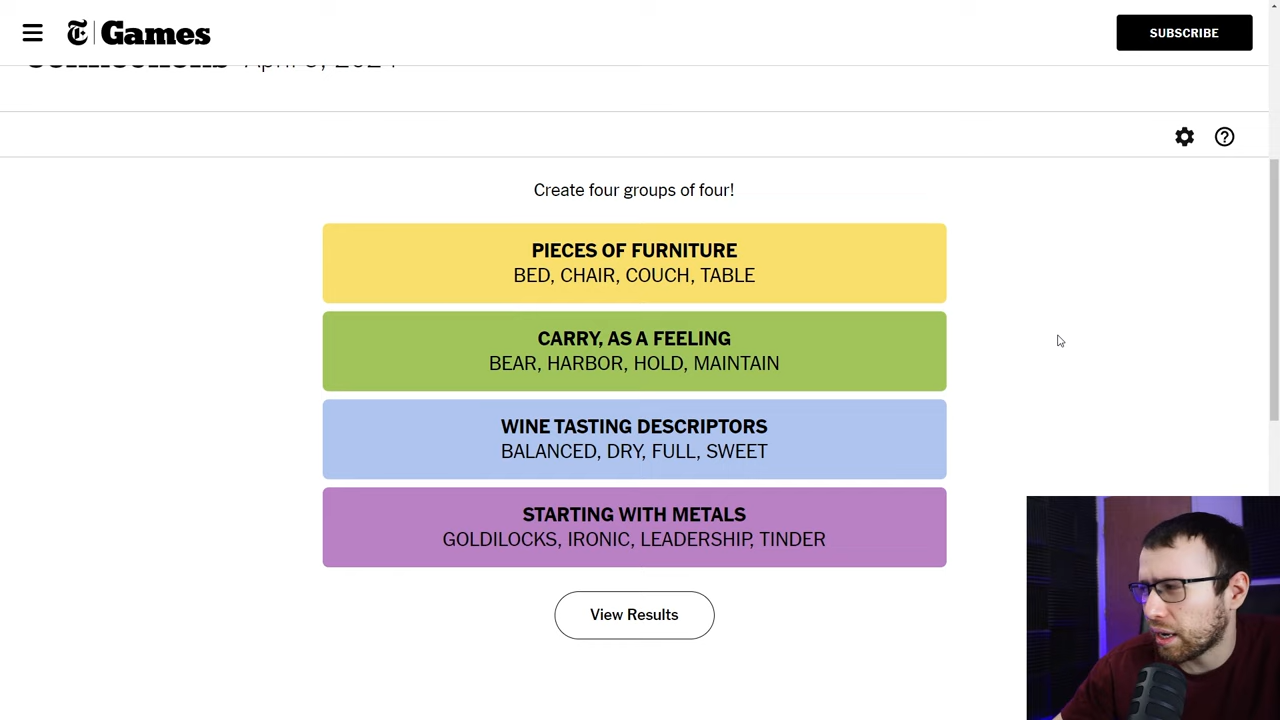 Games
SUBSCRIBE
Create four groups of four!
PIECES OF FURNITURE
BED, CHAIR, COUCH, TABLE
CARRY, AS A FEELING
BEAR, HARBOR, HOLD, MAINTAIN
WINE TASTING DESCRIPTORS
BALANCED, DRY, FULL, SWEET
STARTING WITH METALS
GOLDILOCKS, IRONIC, LEADERSHIP, TINDER
View Results